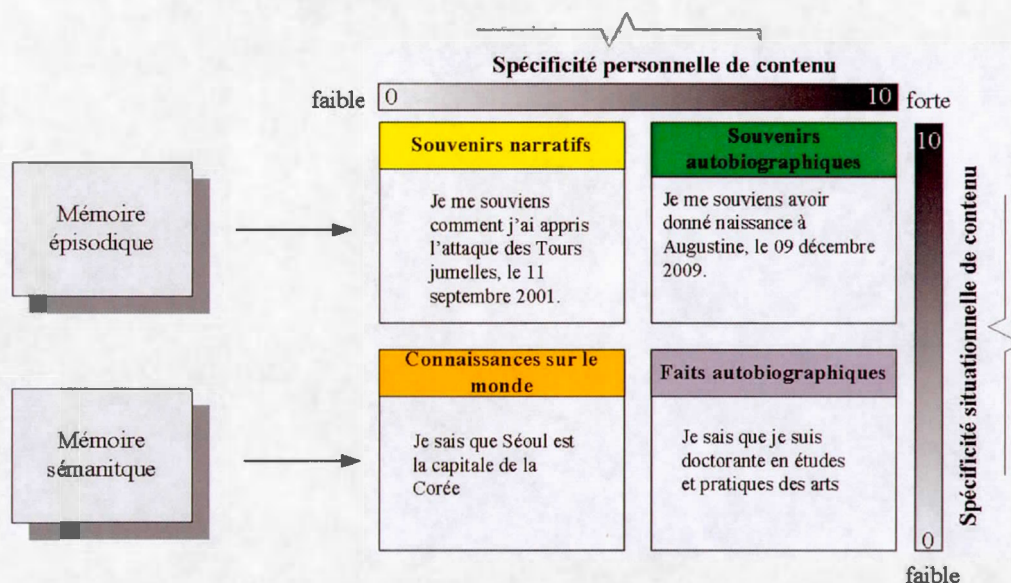 Spécificité personnelle de contenu
faible
0
10
forte
Mémoire
épisodique
Souvenirs narratifs
Je me souviens
comment j'ai appris
l'attaque des Tours
jumelles, le 11
septembre 2001.
Souvenirs
autobiographiques
Je me souviens avoir
donné naissance à
Augustine, le 09 décembre
2009.
Mémoire
sémanitque
Connaissances sur le
monde
Je sais que Séoul est
la capitale de la
Corée
Faits autobiographiques
Je sais que je suis
doctorante en études
et pratiques des arts
10
Spécificité situationnelle de contenu
0
faible